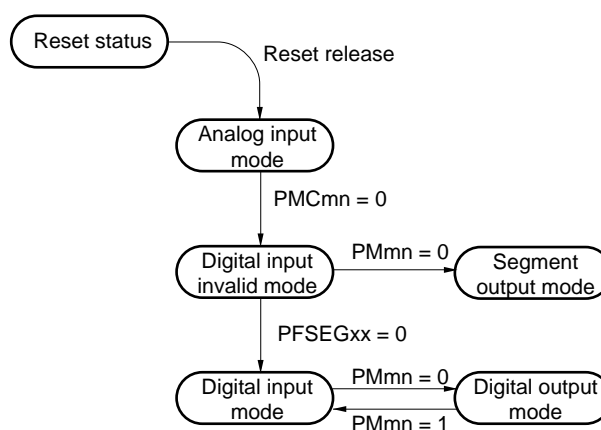 Reset status
Reset release
Analog input
mode
PMCmn = 0
Digital input
invalid mode
PMmn = 0
Segment
output mode
PFSEGxx = 0
Digital input
mode
PMmn = 0
PMmn = 1
Digital output
mode